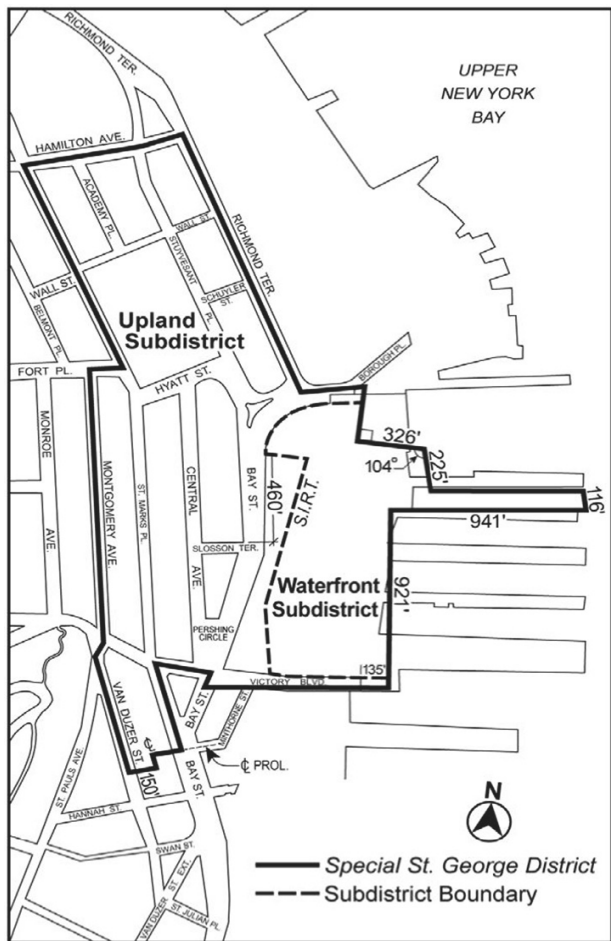 RICHMOND TER.
UPPER
NEW YORK
BAY
HAMILTON AVE.
ACADEMY PL.
WALL ST.
STUYVESANT
PL.
RICHMOND TER.
WALL ST.
SCHUYLER
ST.
BELMONT PL.
Upland
Subdistrict
FORT PL.
HYATT ST.
BOROUGH PL.
326'
104°
225'
116'
941'
MONROE
AVE.
MONTGOMERY AVE.
ST. MARKS PL.
CENTRAL
AVE.
BAY ST.
460'
S.I.R.T.
SLOSSON TER.
Waterfront
Subdistrict
921'
PERSHING
CIRCLE
135'
VICTORY BLVD.
VAN DUZER ST.
BAY ST.
MINTHORNE ST.
℄ PROL.
150'
BAY ST.
ST. PAULS AVE.
HANNAH ST.
SWAN ST.
VAN DUZER ST. EXT.
ST. JULIAN PL.
N
Special St. George District
Subdistrict Boundary